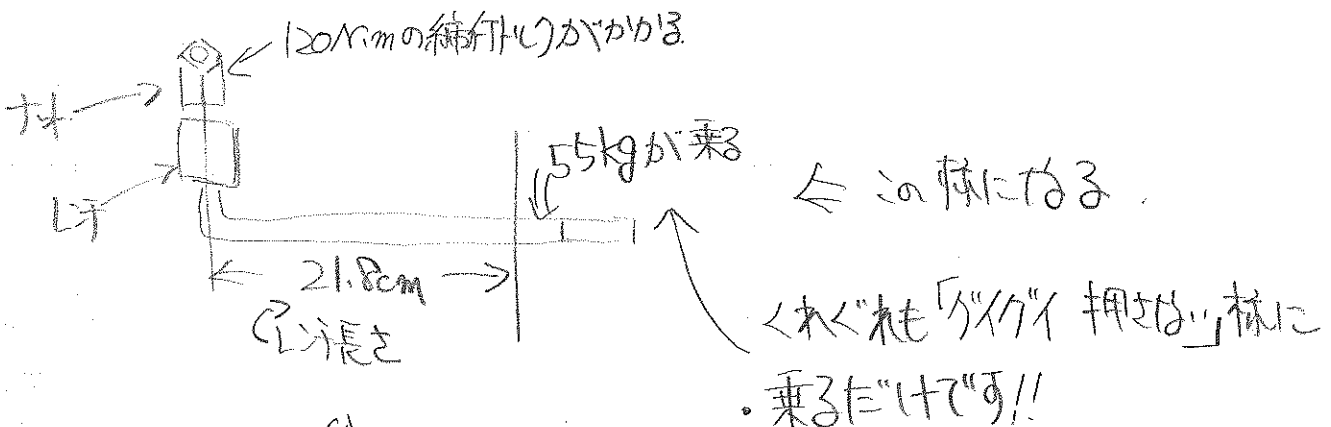 120N・mの締付トルクがかかる
ナット
レンチ
55kgが乗る
← この様になる.
21.8cm
レンチ長さ
くれぐれも「グイグイ押さない」様に
・乗るだけです!!